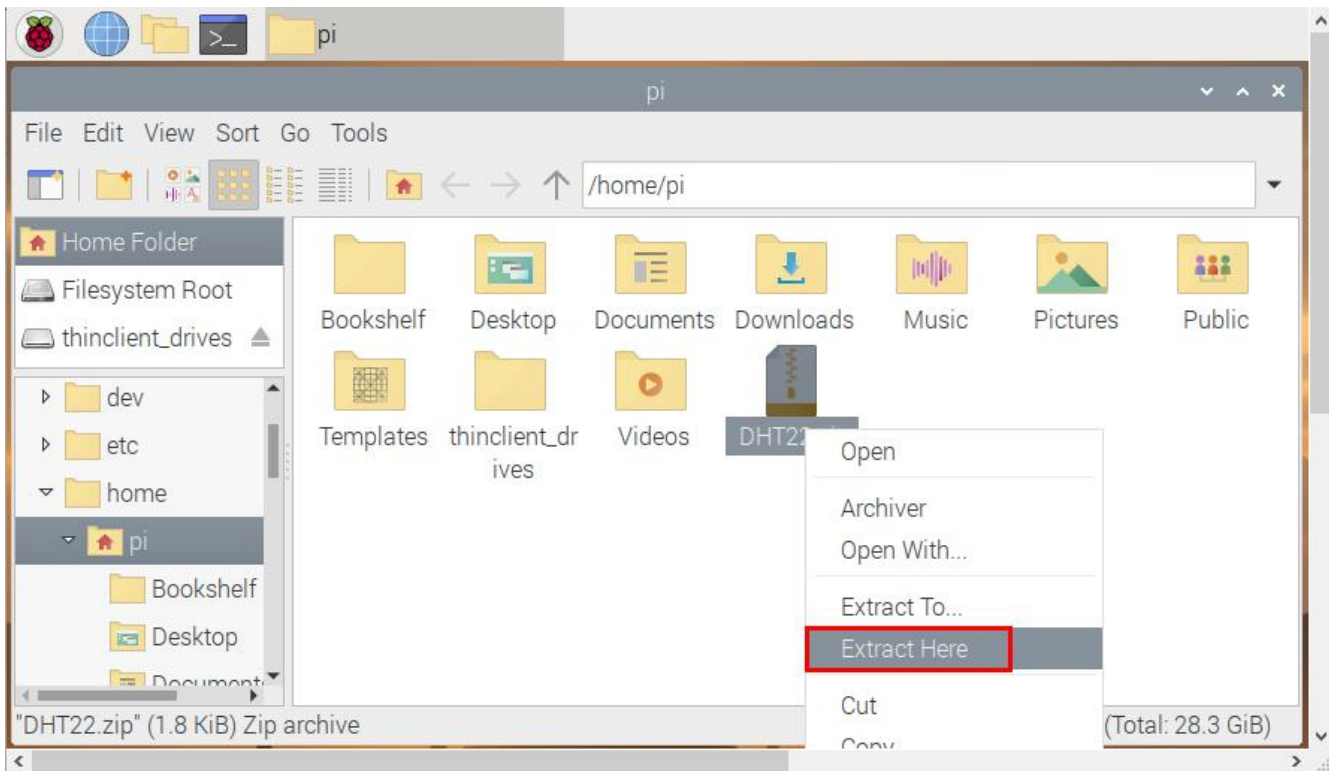 pi
pi
File Edit View Sort Go Tools
/home/pi
Home Folder
Filesystem Root
thinclient_drives
dev
etc
home
pi
Bookshelf
Desktop
Documents
Bookshelf Desktop Documents Downloads Music Pictures Public
Templates thinclient_dr Videos
ives
Open
Archiver
Open With...
Extract To...
Extract Here
Cut
Copy
"DHT22.zip" (1.8 KiB) Zip archive
(Total: 28.3 GiB)